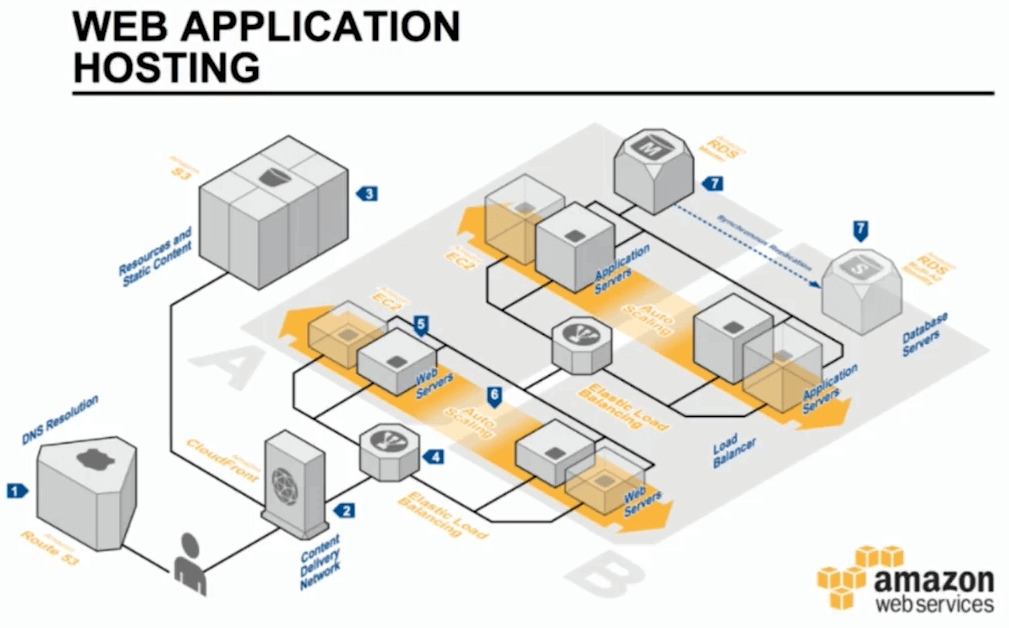 WEB APPLICATION
HOSTING
Amazon
S3
3
Resources and
Static Content
Amazon
RDS
Master
M
7
Synchronous Replication
7
S
Amazon
RDS
Database
Servers
Amazon
EC2
Application
Servers
Auto
Scaling
Application
Servers
Elastic Load
Balancing
Load
Balancer
Amazon
EC2
5
Web
Servers
6
Auto
Scaling
Web
Servers
A
B
4
Elastic Load
Balancing
DNS Resolution
1
Amazon
Route 53
Amazon
CloudFront
2
Content
Delivery
Network
amazon
web services